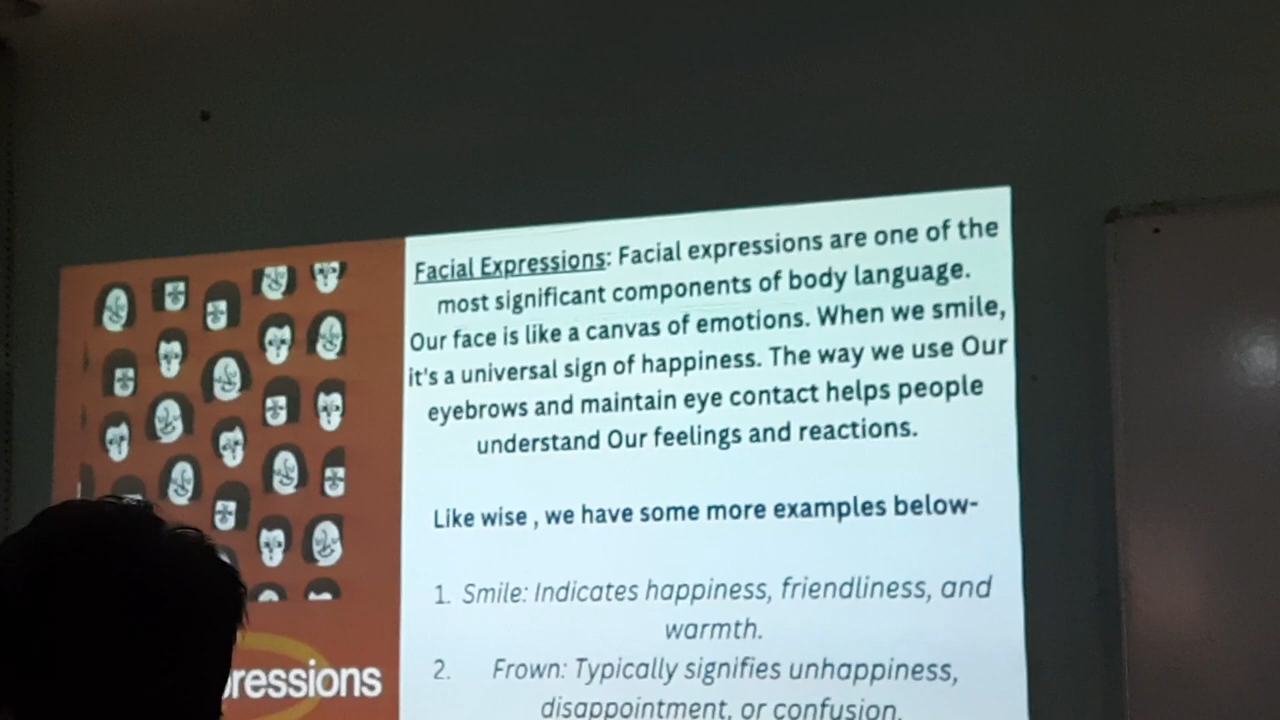 Facial Expressions: Facial expressions are one of the
most significant components of body language.
Our face is like a canvas of emotions. When we smile,
it's a universal sign of happiness. The way we use Our
eyebrows and maintain eye contact helps people
understand Our feelings and reactions.
Like wise , we have some more examples below-
1. Smile: Indicates happiness, friendliness, and
warmth.
2. Frown: Typically signifies unhappiness,
disappointment, or confusion.
ressions